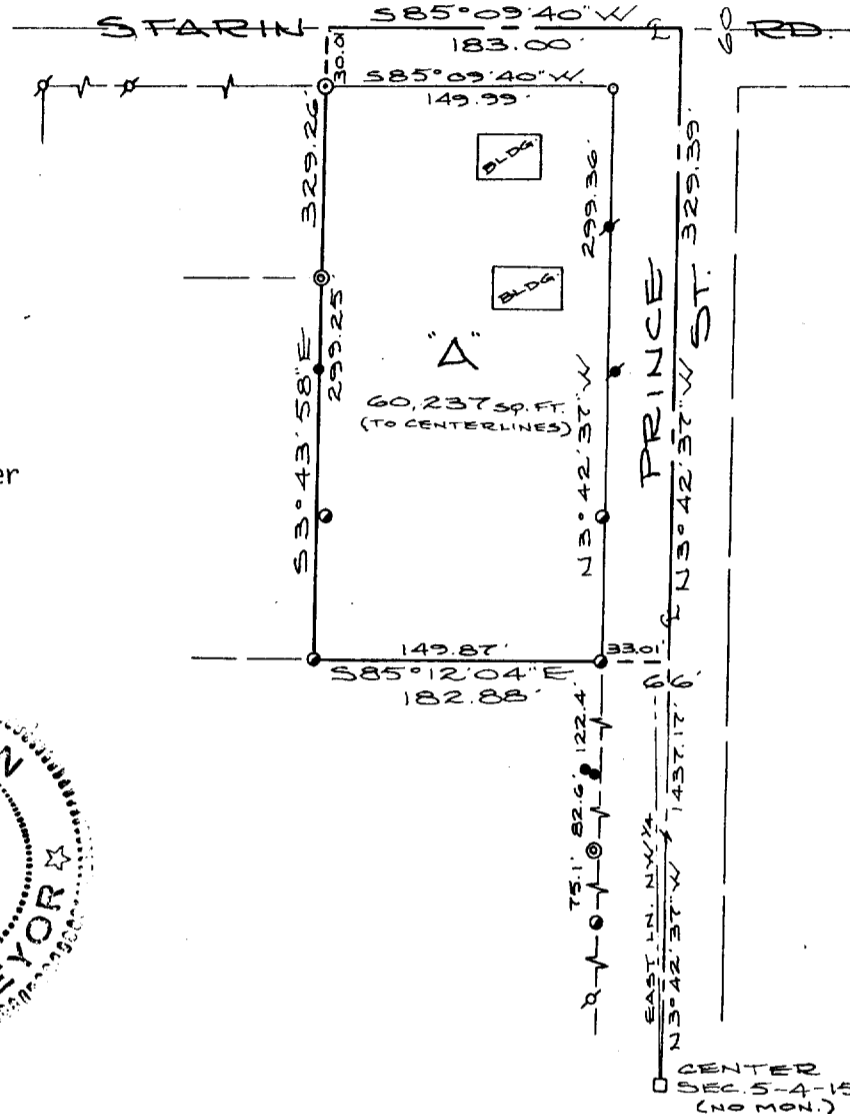 S85°09'40"W
STARIN
183.00'
℄
60
RD.
30.01'
S85°09'40"W.
149.99'
329.26'
BLDG.
299.36'
329.39'
BLDG.
299.25'
PRINCE
ST.
"A"
S3°43'58"E
60,237 SQ. FT.
(TO CENTERLINES)
N3°42'37"W
N3°42'37"W
er
℄
149.87'
33.01'
S85°12'04"E
66'
182.88'
122.4'
1437.17'
82.6'
75.1'
EAST LN. NW¼
N3°42'37"W
N
YOR
CENTER
SEC. 5-4-15
(NO MON.)